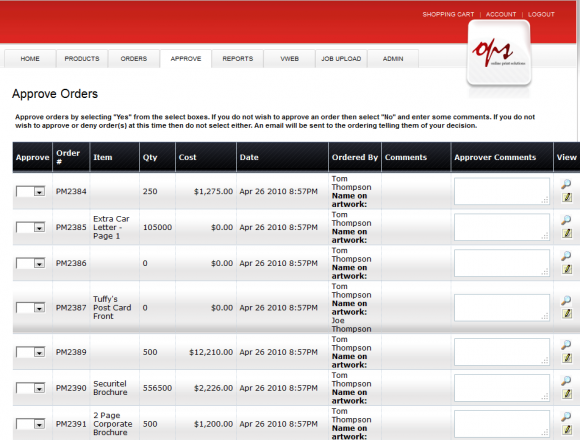 SHOPPING CART | ACCOUNT | LOGOUT
ops
online print solutions
HOME PRODUCTS ORDERS APPROVE REPORTS VWEB JOB UPLOAD ADMIN
Approve Orders
Approve orders by selecting "Yes" from the select boxes. If you do not wish to approve an order then select "No" and enter some comments. If you do not
wish to approve or deny order(s) at this time then do not select either. An email will be sent to the ordering telling them of your decision.
Approve Order # Item Qty Cost Date Ordered By Comments Approver Comments View
PM2384 250 $1,275.00 Apr 26 2010 8:57PM Tom Thompson Name on artwork:
PM2385 Extra Car Letter - Page 1 105000 $0.00 Apr 26 2010 8:57PM Tom Thompson Name on artwork:
PM2386 0 $0.00 Apr 26 2010 8:57PM Tom Thompson Name on artwork:
PM2387 Tuffy's Post Card Front 0 $0.00 Apr 26 2010 8:57PM Tom Thompson Name on artwork: Joe Thompson
PM2389 500 $12,210.00 Apr 26 2010 8:57PM Tom Thompson Name on artwork:
PM2390 Securitel Brochure 556500 $2,226.00 Apr 26 2010 8:57PM Tom Thompson Name on artwork:
PM2391 2 Page Corporate Brochure 500 $1,200.00 Apr 26 2010 8:57PM Tom Thompson Name on artwork: